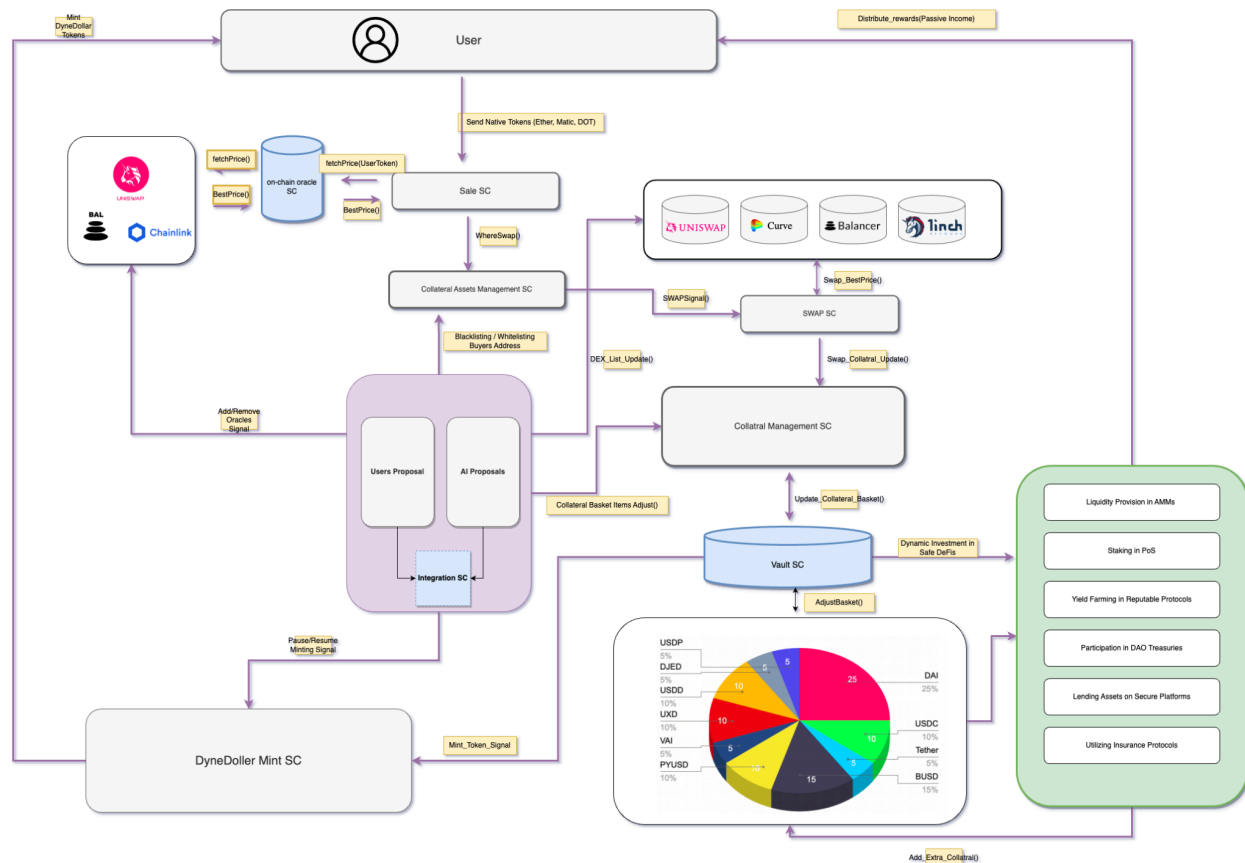 Mint
DyneDollar
Tokens
User
Distribute_rewards(Passive Income)
Send Native Tokens (Ether, Matic, DOT)
UNISWAP
BAL
Chainlink
fetchPrice()
BestPrice()
on-chain oracle
SC
fetchPrice(UserToken)
BestPrice()
Sale SC
WhereSwap()
UNISWAP
Curve
Balancer
1inch
NETWORK
Swap_BestPrice()
Collateral Assets Management SC
SWAPSignal()
SWAP SC
Blacklisting / Whitelisting
Buyers Address
DEX_List_Update()
Swap_Collatral_Update()
Add/Remove
Oracles
Signal
Users Proposal
AI Proposals
Integration SC
Collatral Management SC
Collateral Basket Items Adjust()
Update_Collateral_Basket()
Vault SC
Dynamic Investment in
Safe DeFis
AdjustBasket()
Liquidity Provision in AMMs
Staking in PoS
Yield Farming in Reputable Protocols
Participation in DAO Treasuries
Lending Assets on Secure Platforms
Utilizing Insurance Protocols
Pause/Resume
Minting Signal
DyneDoller Mint SC
Mint_Token_Signal
USDP
5%
DJED
5%
USDD
10%
UXD
10%
VAI
5%
PYUSD
10%
5
5
10
10
5
10
15
5
10
25
DAI
25%
USDC
10%
Tether
5%
BUSD
15%
Add_Extra_Collatral()